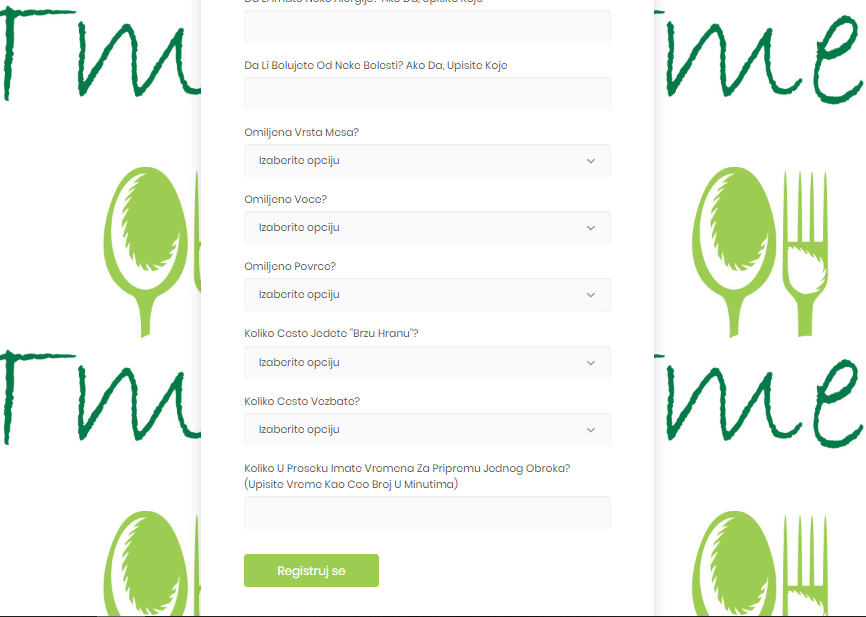 Da Li Imate Neke Alergije? Ako Da, Upisite Koje
Da Li Bolujete Od Neke Bolesti? Ako Da, Upisite Koje
Omiljena Vrsta Mesa?
Izaberite opciju
Omiljeno Voce?
Izaberite opciju
Omiljeno Povrce?
Izaberite opciju
Koliko Cesto Jedete "Brzu Hranu"?
Izaberite opciju
Koliko Cesto Vezbate?
Izaberite opciju
Koliko U Proseku Imate Vremena Za Pripremu Jednog Obroka?
(Upisite Vreme Kao Ceo Broj U Minutima)
Registruj se